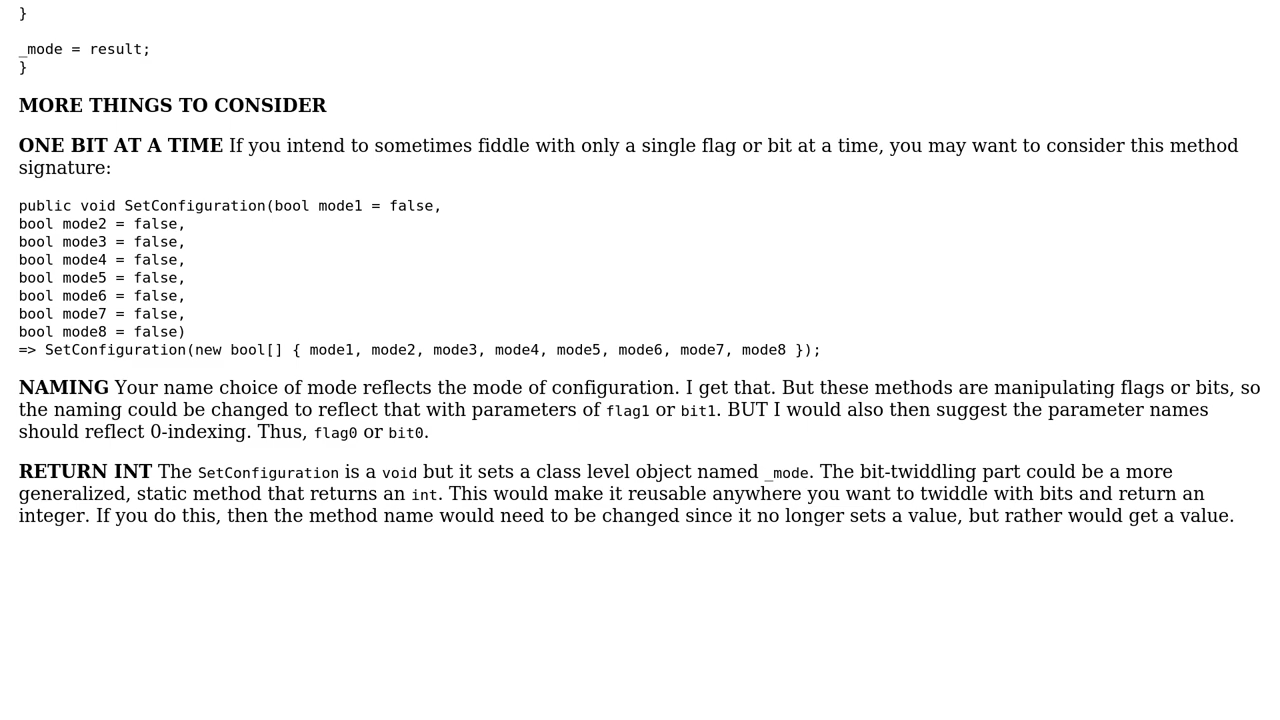 }
_mode = result;
}
MORE THINGS TO CONSIDER
ONE BIT AT A TIME If you intend to sometimes fiddle with only a single flag or bit at a time, you may want to consider this method
signature:
public void SetConfiguration(bool mode1 = false,
bool mode2 = false,
bool mode3 = false,
bool mode4 = false,
bool mode5 = false,
bool mode6 = false,
bool mode7 = false,
bool mode8 = false)
=> SetConfiguration(new bool[] { mode1, mode2, mode3, mode4, mode5, mode6, mode7, mode8 });
NAMING Your name choice of mode reflects the mode of configuration. I get that. But these methods are manipulating flags or bits, so
the naming could be changed to reflect that with parameters of flag1 or bit1. BUT I would also then suggest the parameter names
should reflect 0-indexing. Thus, flag0 or bit0.
RETURN INT The SetConfiguration is a void but it sets a class level object named _mode. The bit-twiddling part could be a more
generalized, static method that returns an int. This would make it reusable anywhere you want to twiddle with bits and return an
integer. If you do this, then the method name would need to be changed since it no longer sets a value, but rather would get a value.